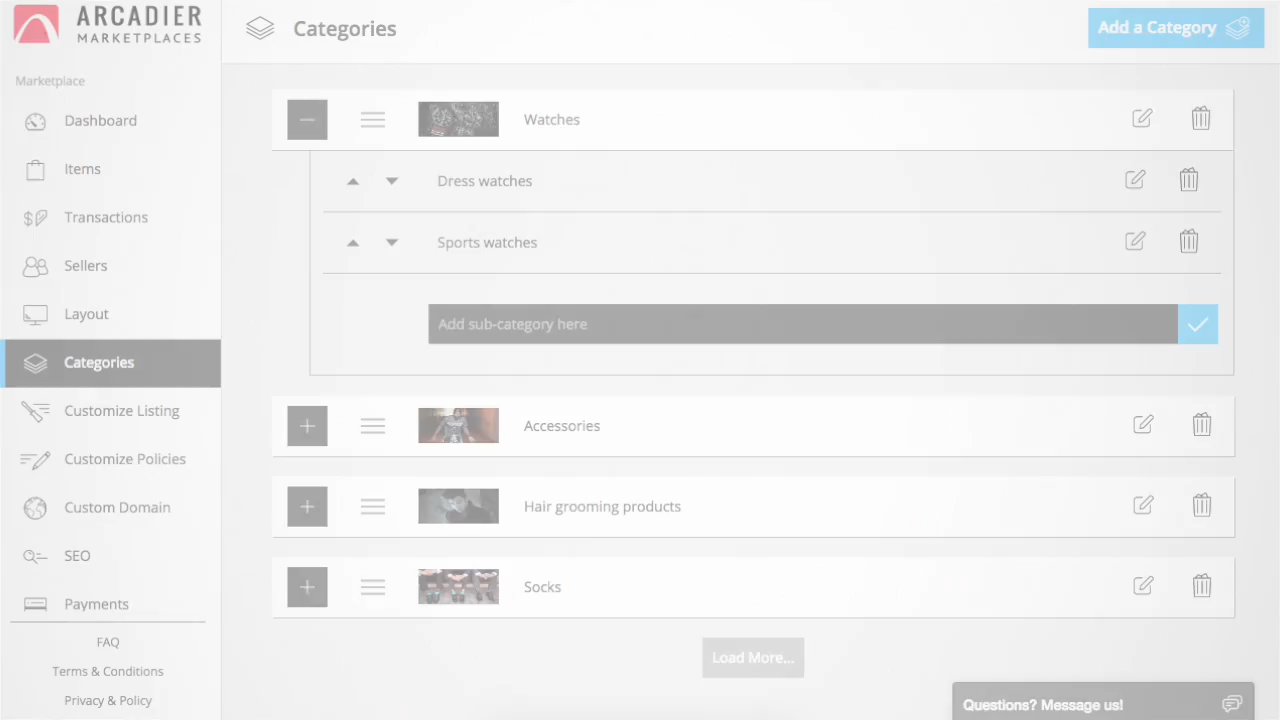 ARCADIER
MARKETPLACES
Categories
Add a Category
Marketplace
Dashboard
Items
Transactions
Sellers
Layout
Categories
Customize Listing
Customize Policies
Custom Domain
SEO
Payments
FAQ
Terms & Conditions
Privacy & Policy
Watches
Dress watches
Sports watches
Add sub-category here
Accessories
Hair grooming products
Socks
Load More...
Questions? Message us!